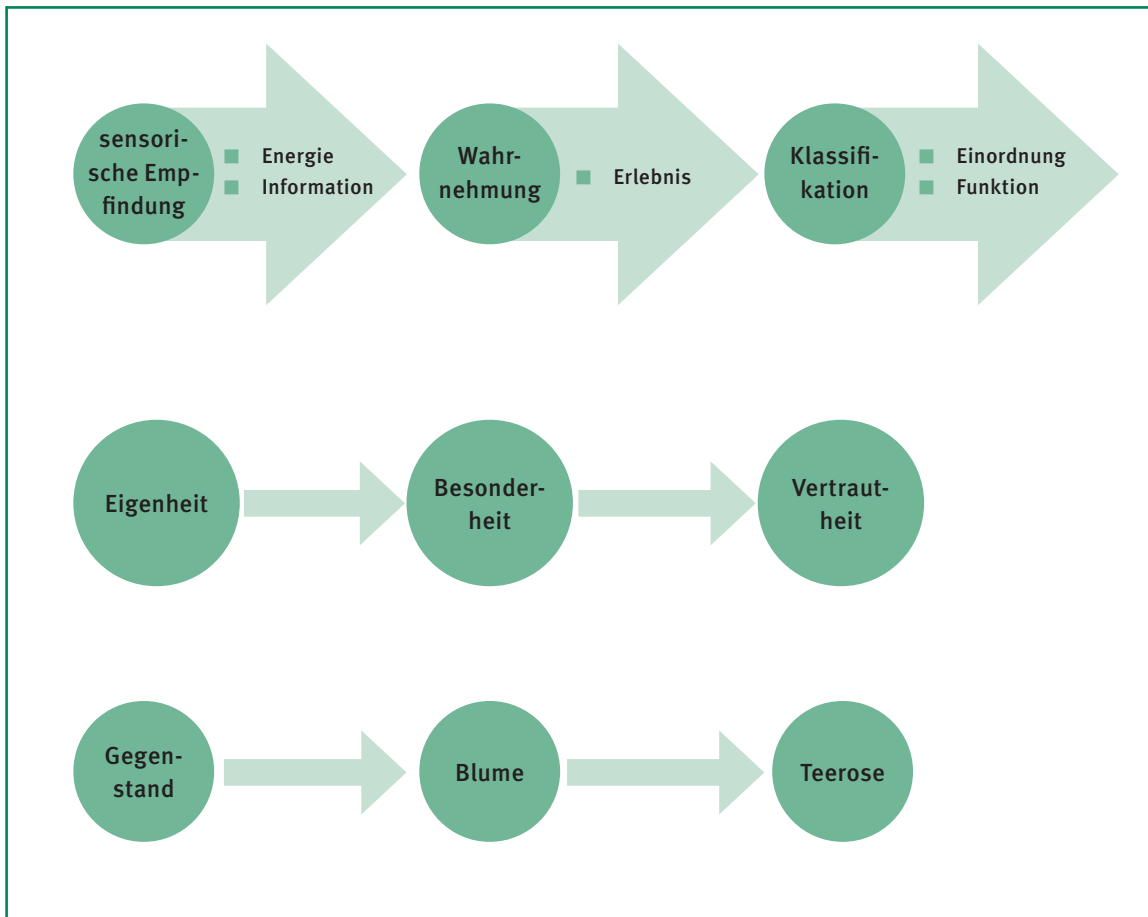 sensori-
sche Emp-
findung
Energie
Information
Wahr-
nehmung
Erlebnis
Klassifi-
kation
Einordnung
Funktion
Eigenheit
Besonder-
heit
Vertraut-
heit
Gegen-
stand
Blume
Teerose